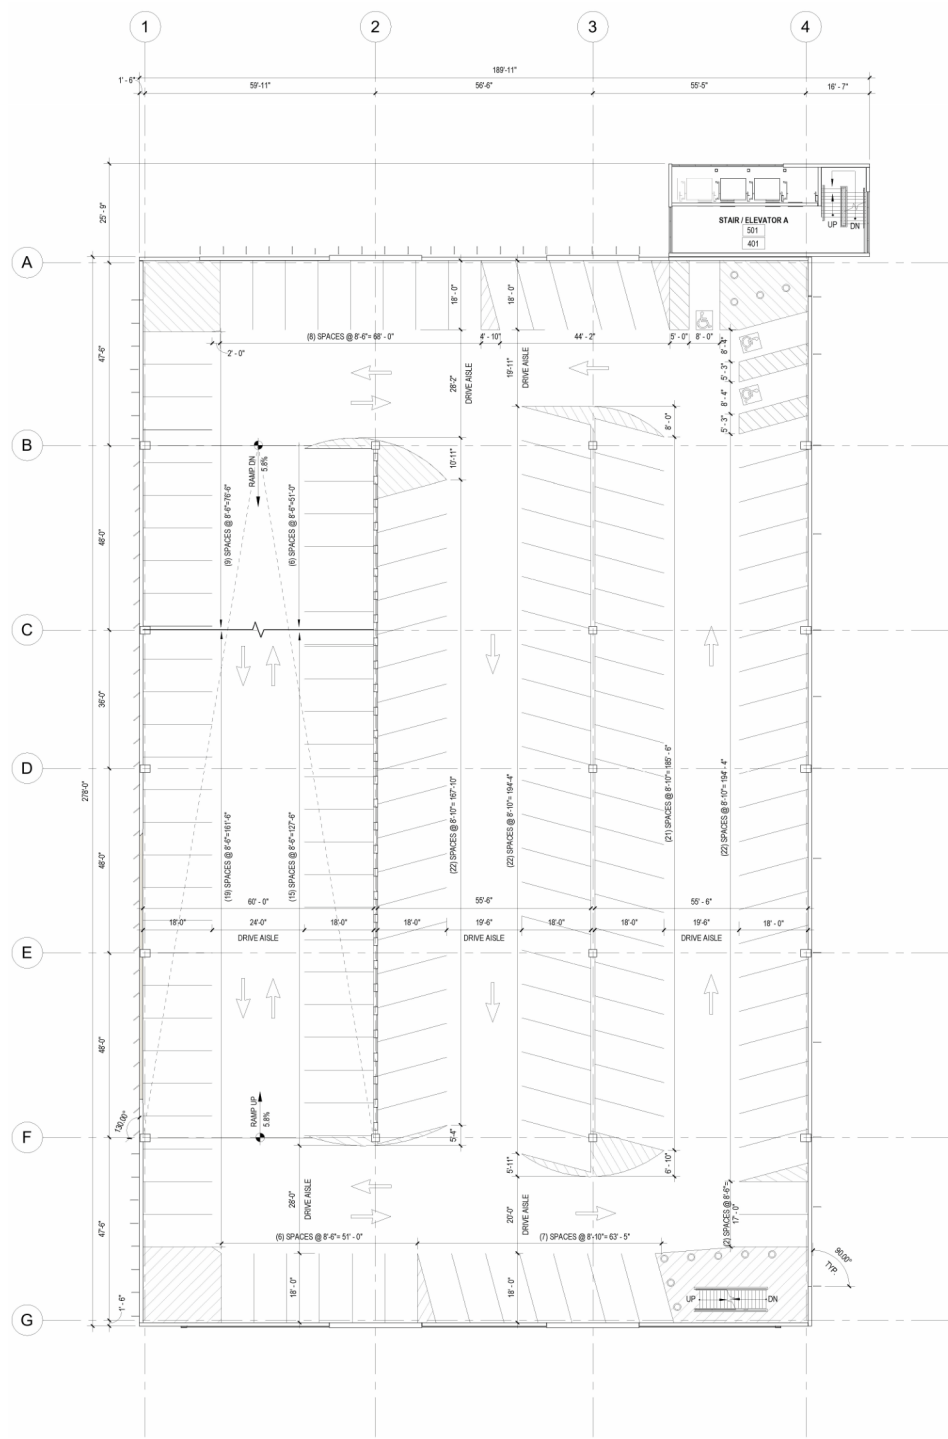 1
2
3
4
189'-11"
1' - 6"
59'-11"
56'-6"
55'-5"
16' - 7"
25' - 9"
STAIR / ELEVATOR A
501
401
UP
DN
A
18' - 0"
18' - 0"
(8) SPACES @ 8'-6"= 68' - 0"
4' - 10"
44' - 2"
5' - 0"
8' - 0"
2' - 0"
47'-6"
28'-2"
DRIVE AISLE
19'-11"
DRIVE AISLE
8' - 4"
5' - 3"
8' - 4"
5' - 3"
8' - 0"
B
10'-11"
RAMP DN
5.8%
(9) SPACES @ 8'-6"=76'-6"
(6) SPACES @ 8'-6"=51'-0"
48'-0"
C
36'-0"
D
278'-0"
(19) SPACES @ 8'-6"=161'-6"
(15) SPACES @ 8'-6"=127'-6"
(22) SPACES @ 8'-10"= 167'-10"
(22) SPACES @ 8'-10"= 194'-4"
(21) SPACES @ 8'-10"= 185' - 6"
(22) SPACES @ 8'-10"= 194' - 4"
48'-0"
60' - 0"
55'-6"
55' - 6"
18'-0"
24'-0"
18'-0"
18'-0"
19'-6"
18'-0"
18' - 0"
19'-6"
18' - 0"
DRIVE AISLE
DRIVE AISLE
DRIVE AISLE
E
48'-0"
RAMP UP
5.8%
130.00°
F
5'-4"
5'-11"
6' - 10"
28'-0"
DRIVE AISLE
20'-0"
DRIVE AISLE
(2) SPACES @ 8'-6"=
17' - 0"
47'-6"
(6) SPACES @ 8'-6"= 51' - 0"
(7) SPACES @ 8'-10"= 63' - 5"
90.00°
TYP.
18' - 0"
18' - 0"
UP
DN
1' - 6"
G